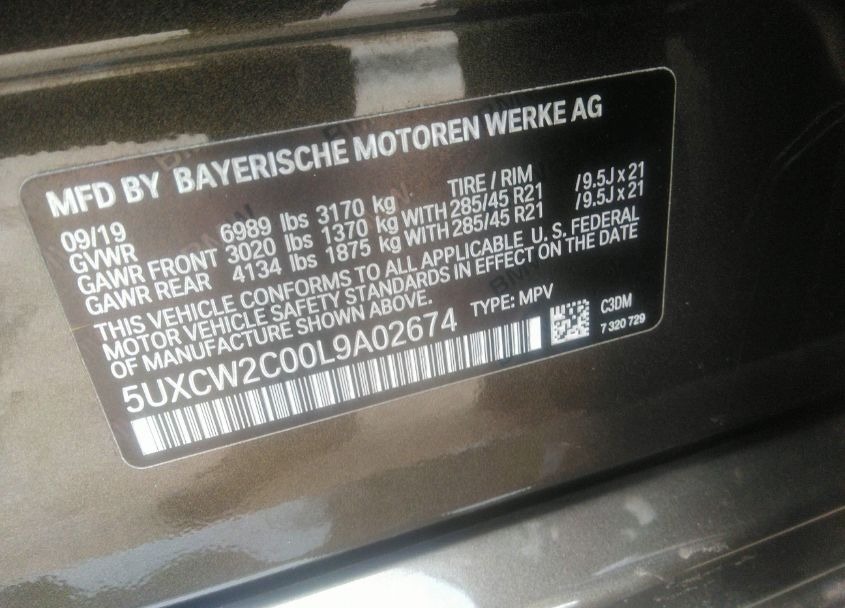 MFD BY BAYERISCHE MOTOREN WERKE AG
09/19 TIRE / RIM
GVWR 6989 lbs 3170 kg
GAWR FRONT 3020 lbs 1370 kg WITH 285/45 R21 /9.5J x 21
GAWR REAR 4134 lbs 1875 kg WITH 285/45 R21 /9.5J x 21
THIS VEHICLE CONFORMS TO ALL APPLICABLE U. S. FEDERAL
MOTOR VEHICLE SAFETY STANDARDS IN EFFECT ON THE DATE
OF MANUFACTURE SHOWN ABOVE.
TYPE: MPV
5UXCW2C00L9A02674
C3DM
7 320 729